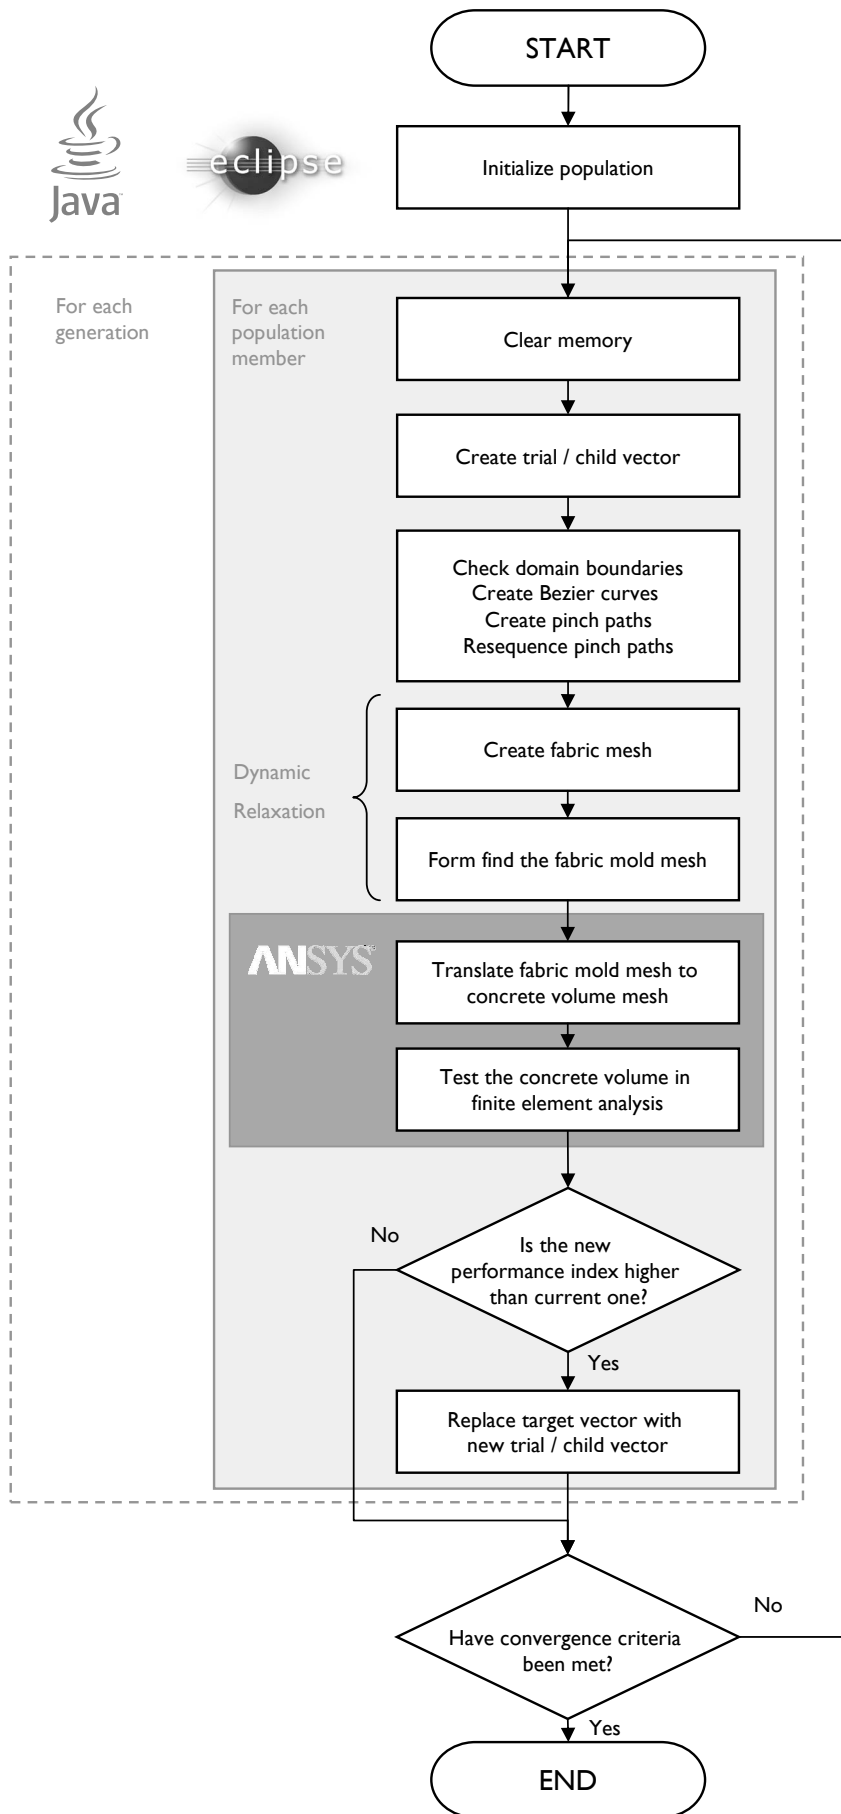 START
Java
eclipse
Initialize population
For each
generation
For each
population
member
Clear memory
Create trial / child vector
Check domain boundaries
Create Bezier curves
Create pinch paths
Resequence pinch paths
Dynamic
Relaxation
Create fabric mesh
Form find the fabric mold mesh
ANSYS
Translate fabric mold mesh to
concrete volume mesh
Test the concrete volume in
finite element analysis
No
Is the new
performance index higher
than current one?
Yes
Replace target vector with
new trial / child vector
No
Have convergence criteria
been met?
Yes
END